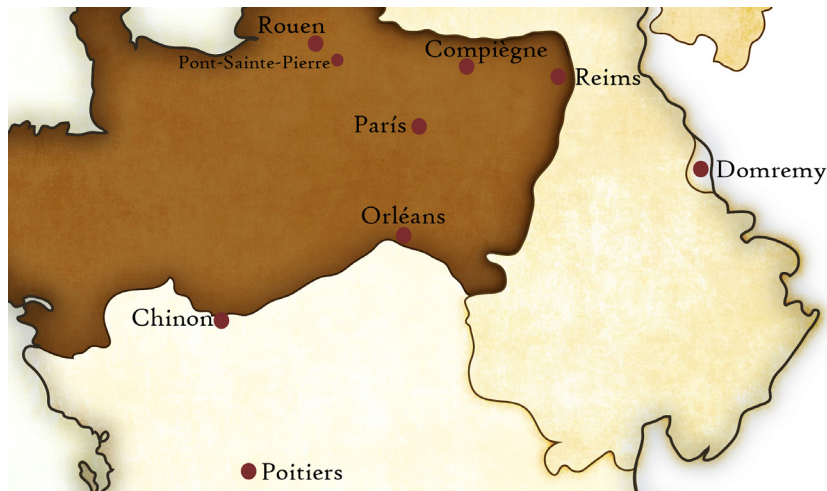 Rouen
Compiègne
Pont-Sainte-Pierre
Reims
París
Domremy
Orléans
Chinon
Poitiers